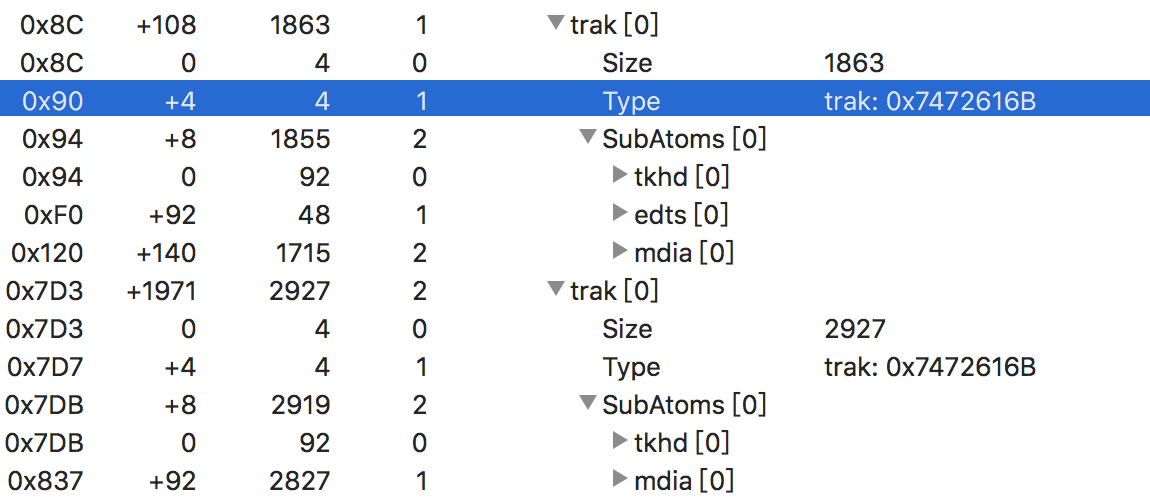 0x8C +108 1863 1 trak [0]
0x8C 0 4 0 Size 1863
0x90 +4 4 1 Type trak: 0x7472616B
0x94 +8 1855 2 SubAtoms [0]
0x94 0 92 0 tkhd [0]
0xF0 +92 48 1 edts [0]
0x120 +140 1715 2 mdia [0]
0x7D3 +1971 2927 2 trak [0]
0x7D3 0 4 0 Size 2927
0x7D7 +4 4 1 Type trak: 0x7472616B
0x7DB +8 2919 2 SubAtoms [0]
0x7DB 0 92 0 tkhd [0]
0x837 +92 2827 1 mdia [0]